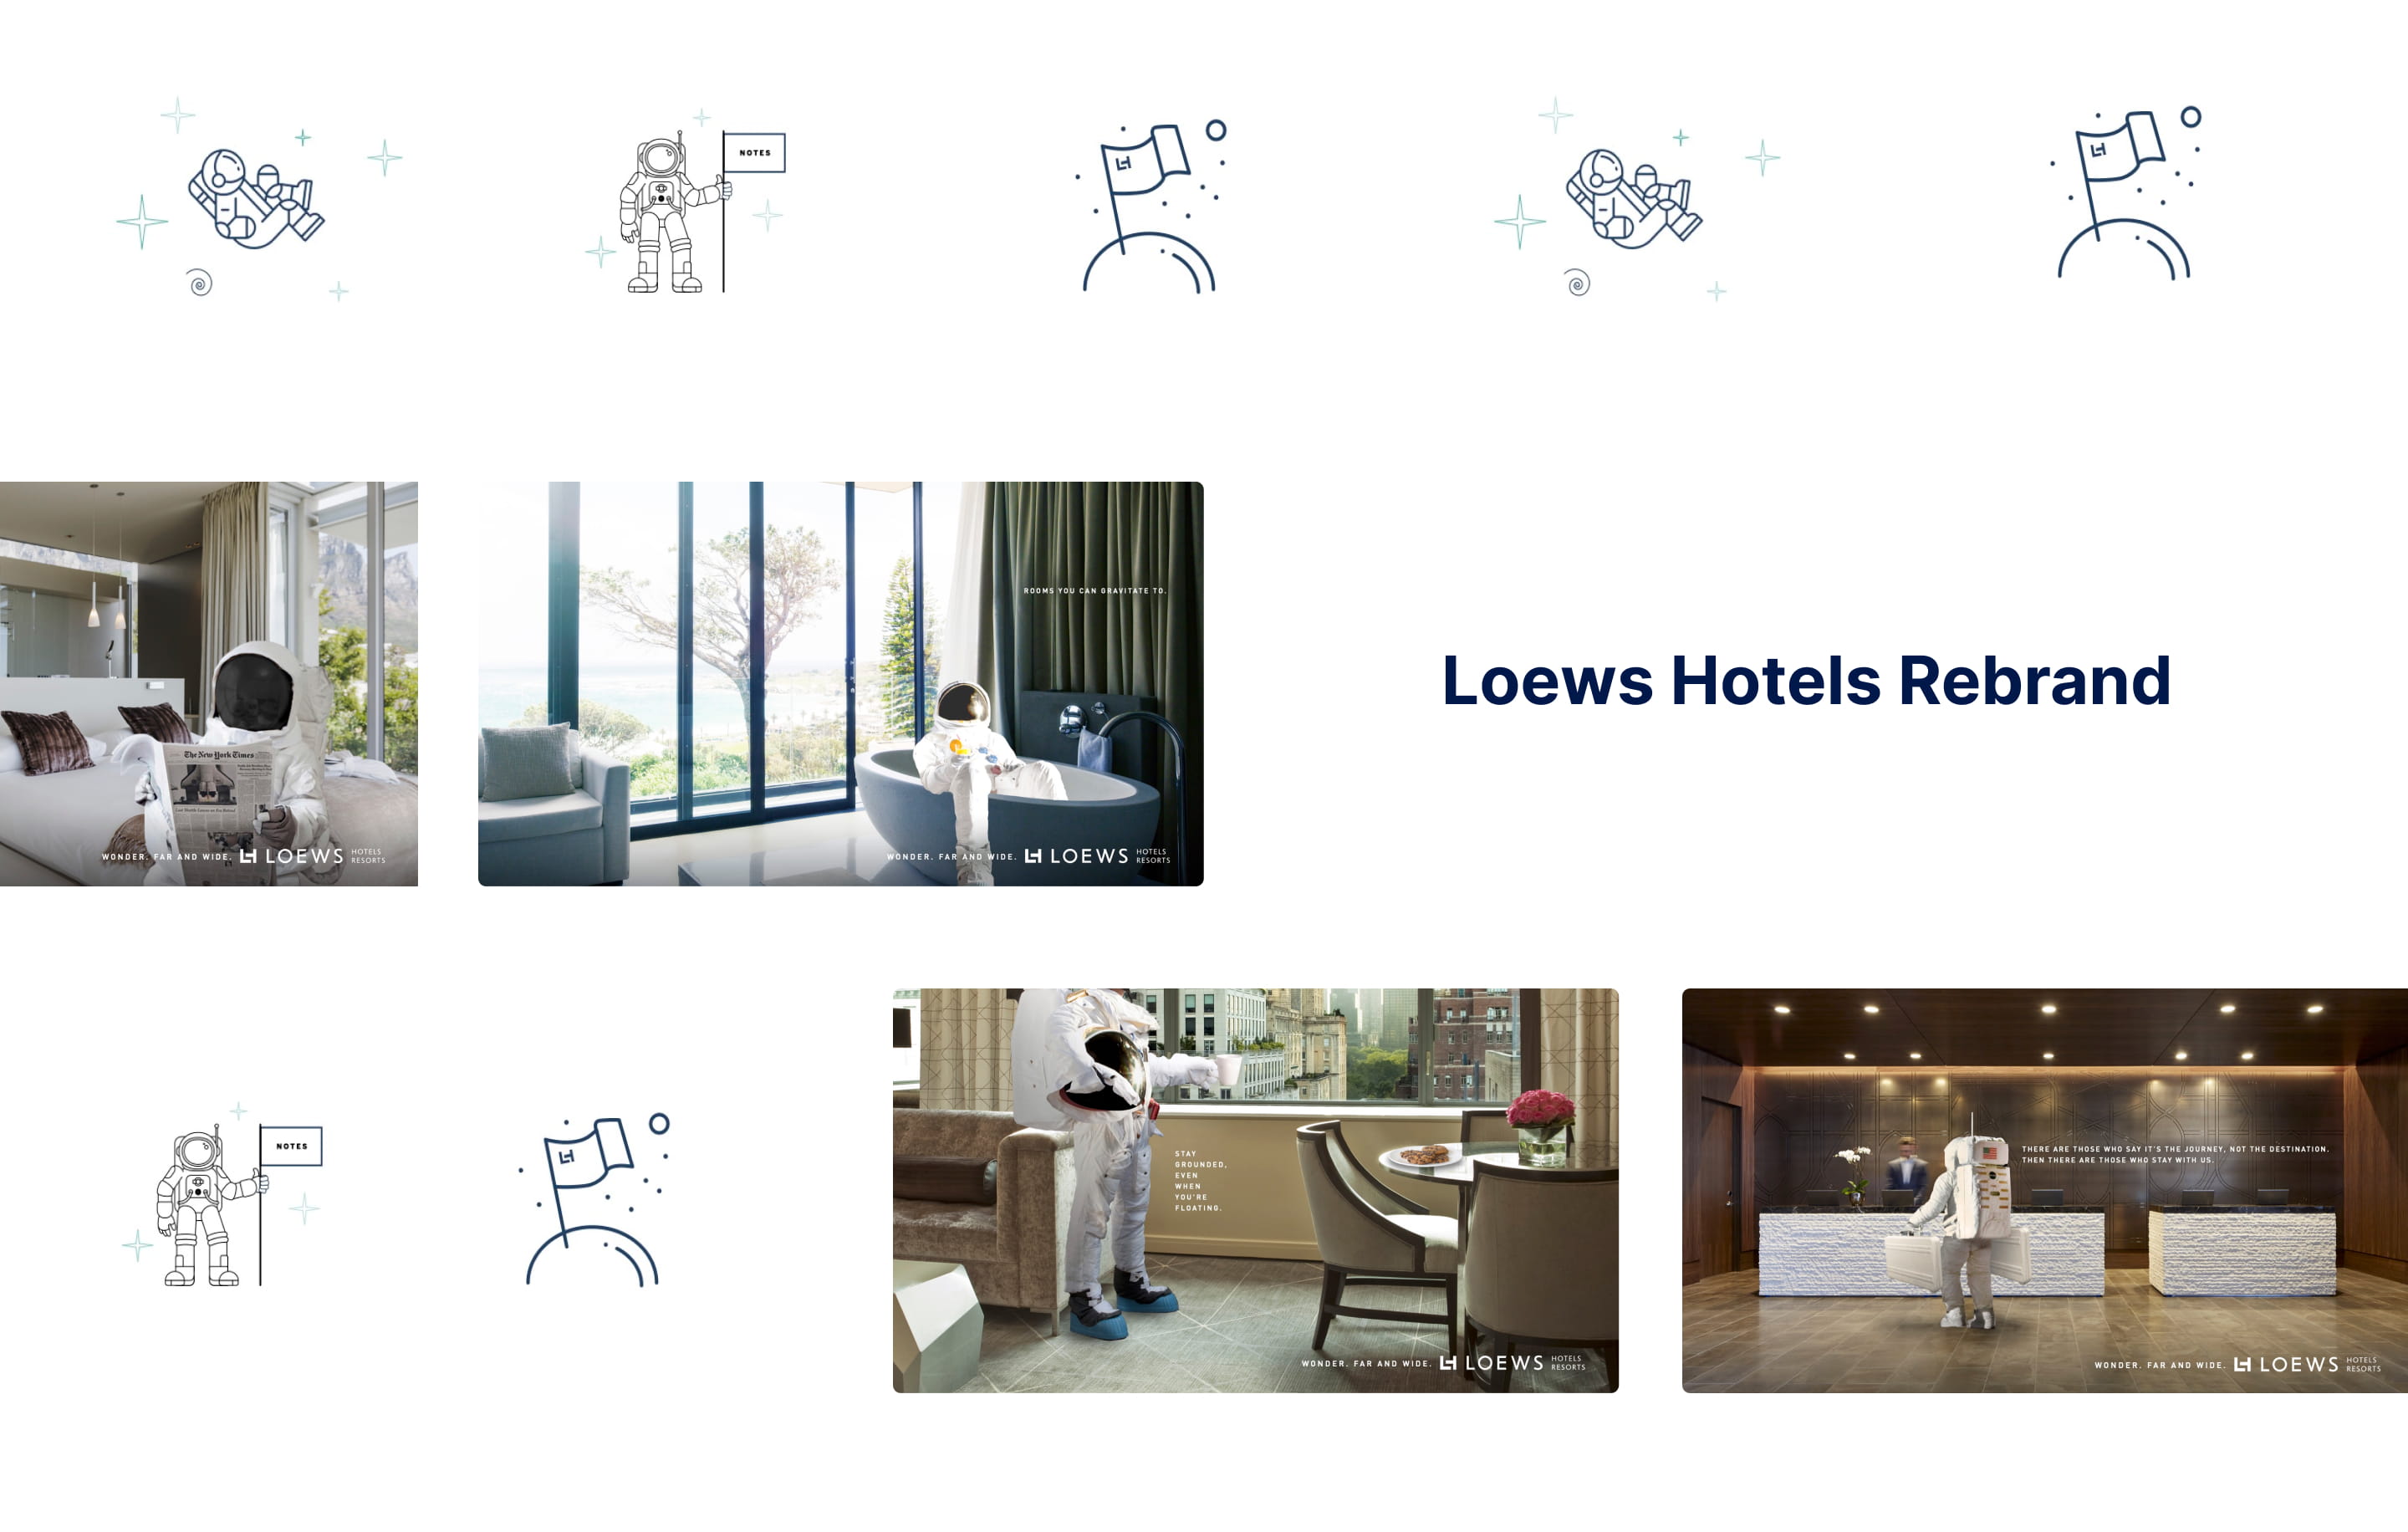 NOTES
ROOMS YOU CAN GRAVITATE TO.
Loews Hotels Rebrand
The New York Times
WONDER. FAR AND WIDE. LOEWS HOTELS
RESORTS
WONDER. FAR AND WIDE. LOEWS HOTELS
RESORTS
NOTES
STAY
GROUNDED,
EVEN
WHEN
YOU'RE
FLOATING.
THERE ARE THOSE WHO SAY IT'S THE JOURNEY, NOT THE DESTINATION.
THEN THERE ARE THOSE WHO STAY WITH US.
WONDER. FAR AND WIDE. LOEWS HOTELS
RESORTS
WONDER. FAR AND WIDE. LOEWS HOTELS
RESORTS